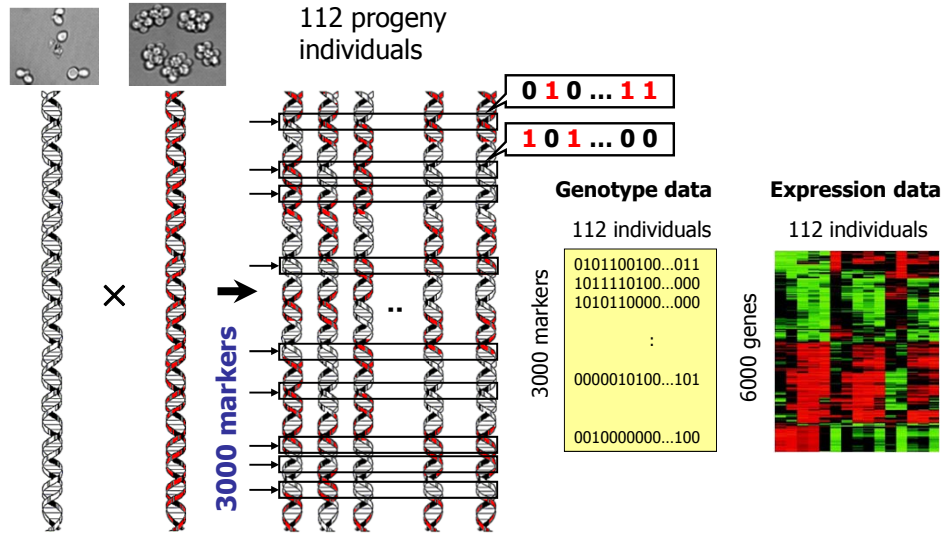 112 progeny
individuals
0 1 0 ... 1 1
1 0 1 ... 0 0
×
..
3000 markers
Genotype data
112 individuals
3000 markers
0101100100...011
1011110100...000
1010110000...000
:
0000010100...101
0010000000...100
Expression data
112 individuals
6000 genes